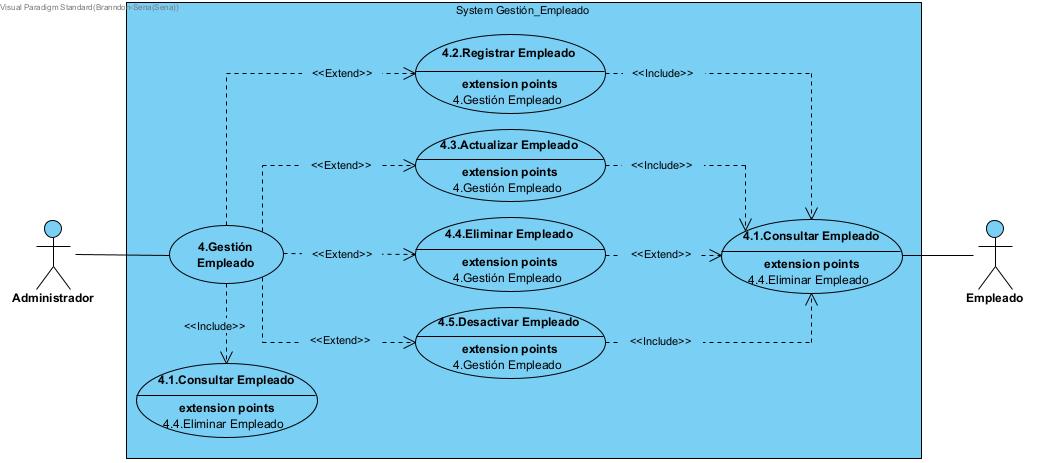 Visual Paradigm Standard(Branndon-Sena(Sena))
System Gestión_Empleado
4.2.Registrar Empleado
extension points
4.Gestión Empleado
<<Extend>>
<<Include>>
4.3.Actualizar Empleado
extension points
4.Gestión Empleado
<<Extend>>
<<Include>>
4.Gestión
Empleado
4.4.Eliminar Empleado
extension points
4.Gestión Empleado
<<Extend>>
<<Extend>>
4.1.Consultar Empleado
extension points
4.4.Eliminar Empleado
Administrador
Empleado
<<Include>>
4.5.Desactivar Empleado
extension points
4.Gestión Empleado
<<Extend>>
<<Include>>
4.1.Consultar Empleado
extension points
4.4.Eliminar Empleado